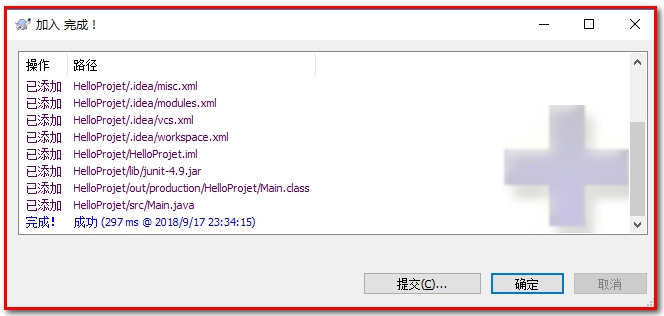 加入 完成！
操作 路径
已添加 HelloProjet/.idea/misc.xml
已添加 HelloProjet/.idea/modules.xml
已添加 HelloProjet/.idea/vcs.xml
已添加 HelloProjet/.idea/workspace.xml
已添加 HelloProjet/HelloProjet.iml
已添加 HelloProjet/lib/junit-4.9.jar
已添加 HelloProjet/out/production/HelloProjet/Main.class
已添加 HelloProjet/src/Main.java
完成! 成功 (297 ms @ 2018/9/17 23:34:15)
提交(C)... 确定 取消